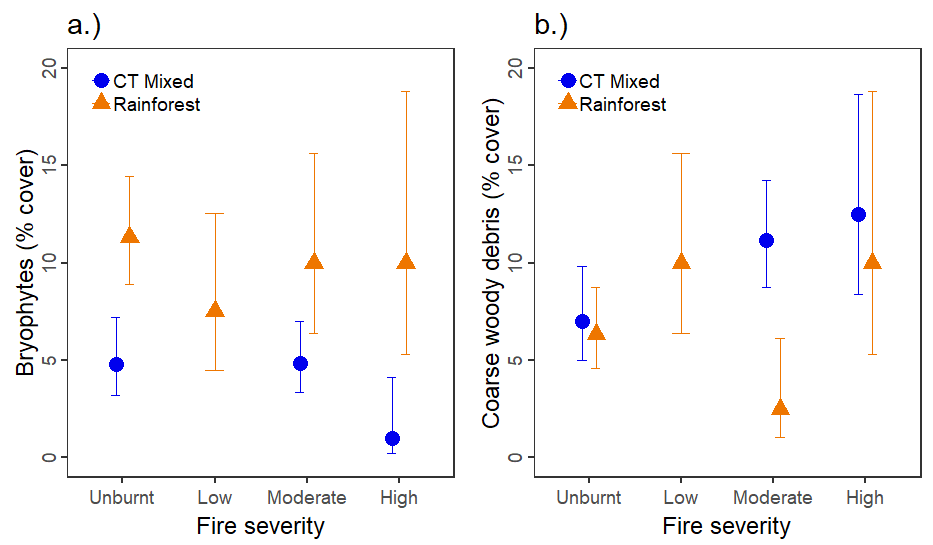 a.)
CT Mixed
Rainforest
Bryophytes (% cover)
20
15
10
5
0
Unburnt Low Moderate High
Fire severity
b.)
CT Mixed
Rainforest
Coarse woody debris (% cover)
20
15
10
5
0
Unburnt Low Moderate High
Fire severity